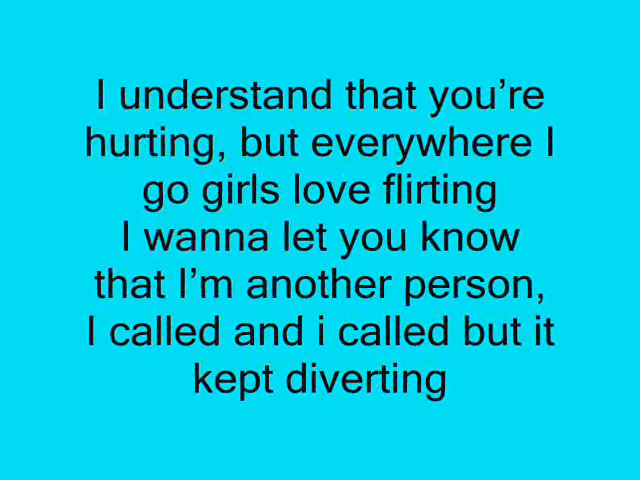 I understand that you’re
hurting, but everywhere I
go girls love flirting
I wanna let you know
that I’m another person,
I called and i called but it
kept diverting